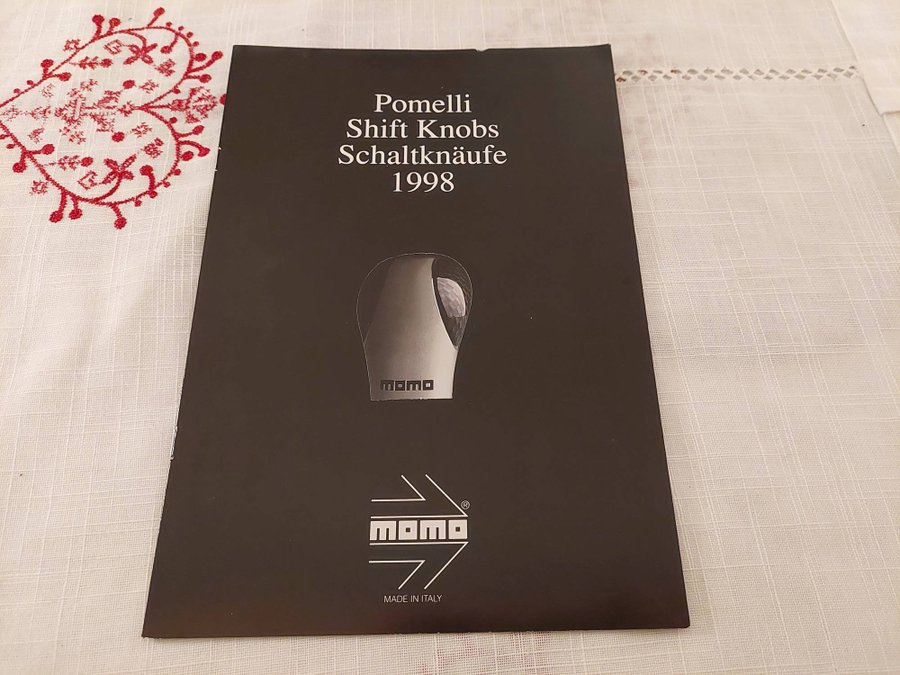 Pomelli
Shift Knobs
Schaltknäufe
1998
momo
momo®
MADE IN ITALY